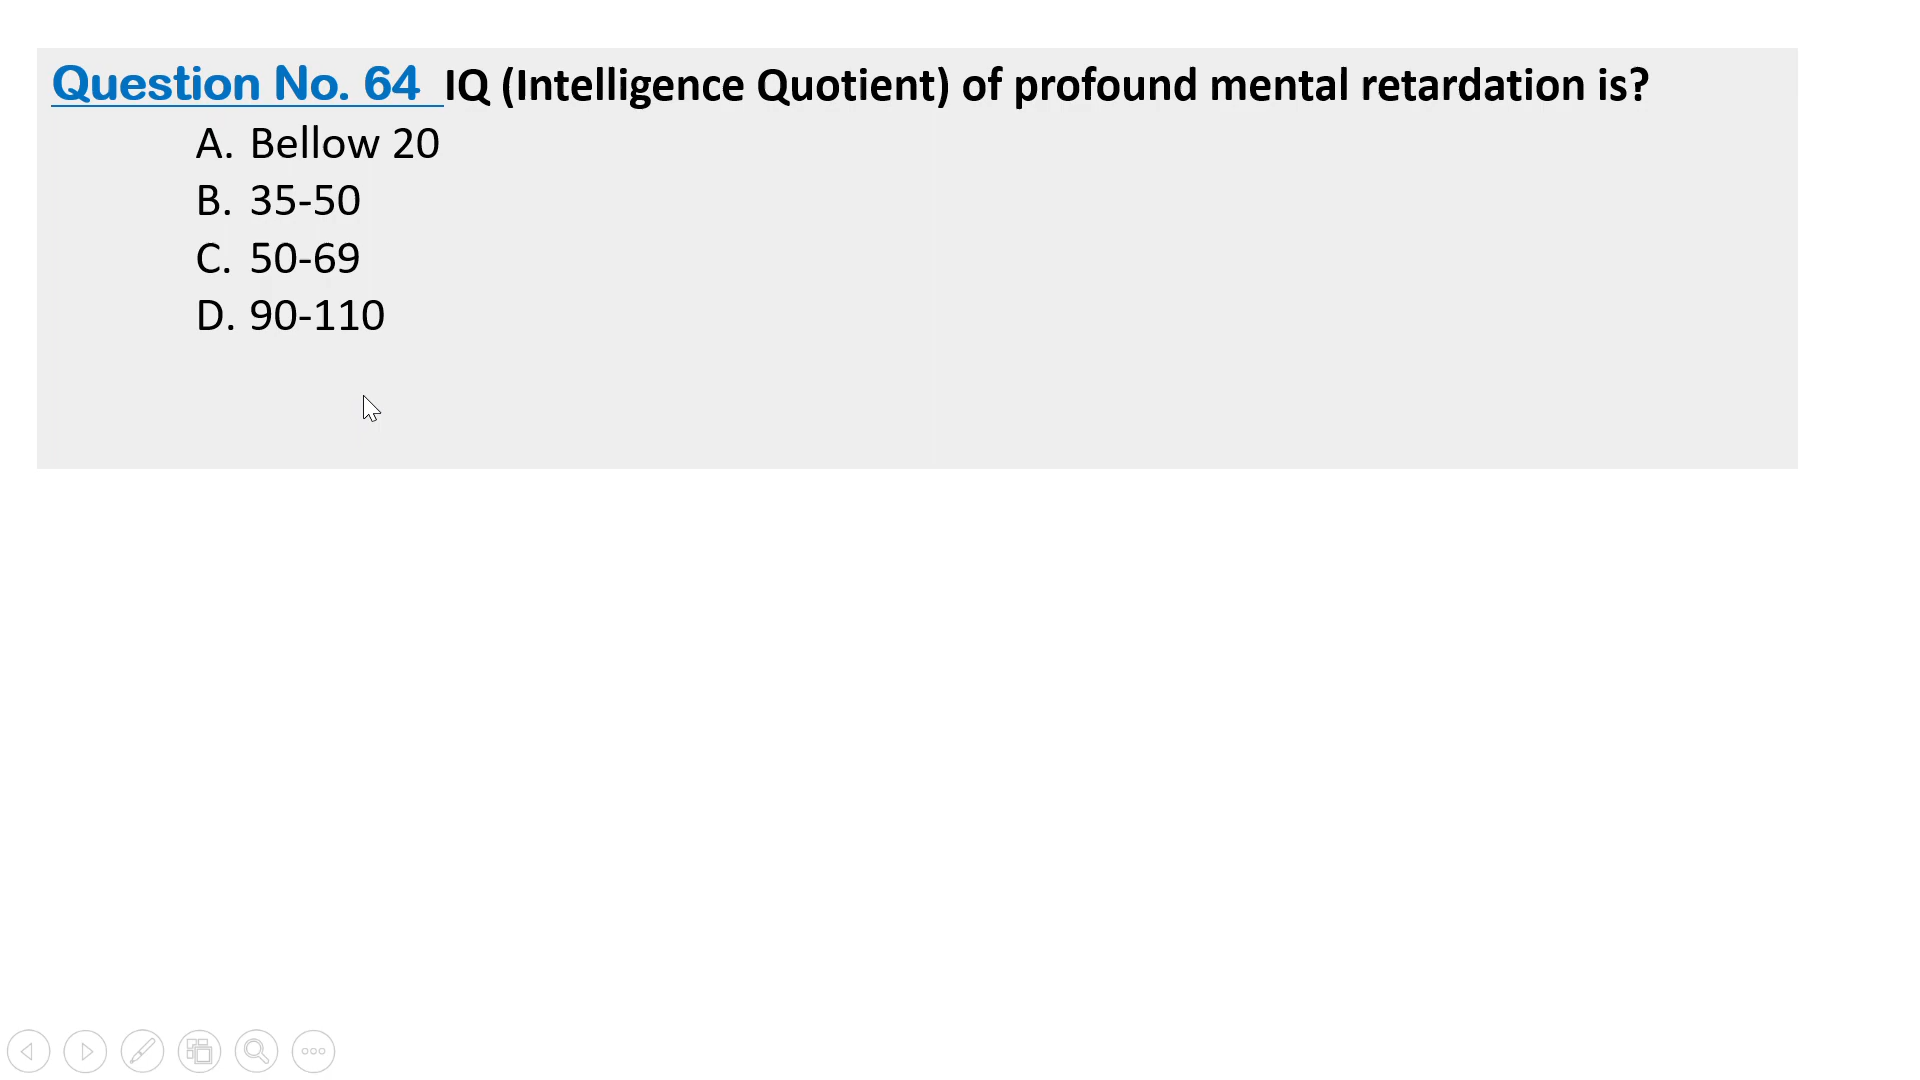 Question No. 64 IQ (Intelligence Quotient) of profound mental retardation is?
A. Bellow 20
B. 35-50
C. 50-69
D. 90-110